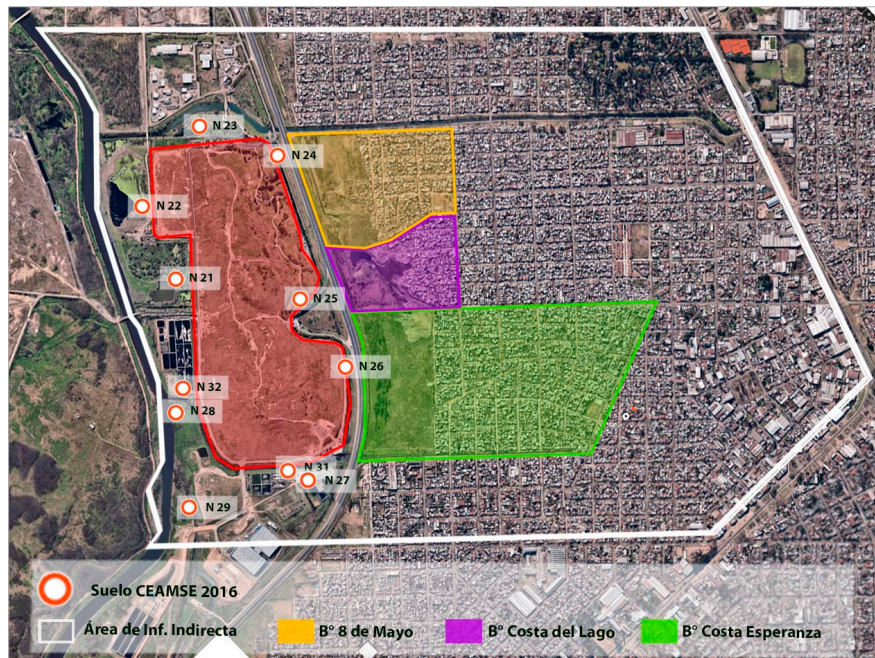 N 23
N 24
N 22
N 21
N 25
N 26
N 32
N 28
N 31
N 27
N 29
Suelo CEAMSE 2016
Área de Inf. Indirecta
B° 8 de Mayo
B° Costa del Lago
B° Costa Esperanza